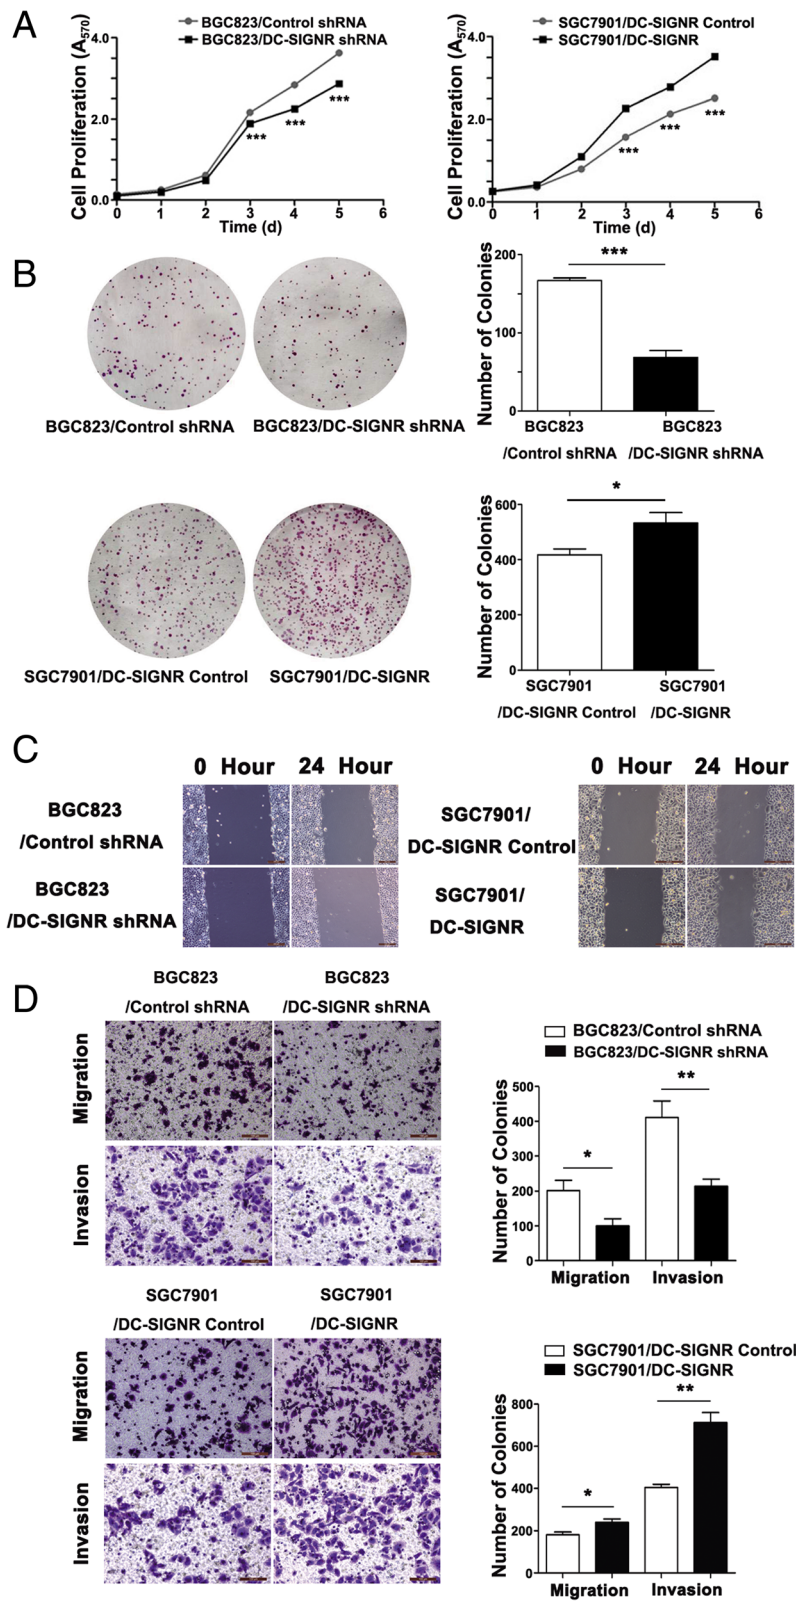 A
BGC823/Control shRNA
BGC823/DC-SIGNR shRNA
Cell Proliferation (A570)
4.0
2.0
0.0
*** *** ***
0 1 2 3 4 5 6
Time (d)
SGC7901/DC-SIGNR Control
SGC7901/DC-SIGNR
Cell Proliferation (A570)
4.0
2.0
0.0
*** *** ***
0 1 2 3 4 5 6
Time (d)
B
BGC823/Control shRNA
BGC823/DC-SIGNR shRNA
Number of Colonies
200
100
0
***
BGC823
/Control shRNA
BGC823
/DC-SIGNR shRNA
SGC7901/DC-SIGNR Control
SGC7901/DC-SIGNR
Number of Colonies
600
400
200
0
*
SGC7901
/DC-SIGNR Control
SGC7901
/DC-SIGNR
C
0 Hour
24 Hour
BGC823
/Control shRNA
BGC823
/DC-SIGNR shRNA
0 Hour
24 Hour
SGC7901/
DC-SIGNR Control
SGC7901/
DC-SIGNR
D
BGC823
/Control shRNA
BGC823
/DC-SIGNR shRNA
Migration
Invasion
BGC823/Control shRNA
BGC823/DC-SIGNR shRNA
Number of Colonies
500
400
300
200
100
0
*
**
Migration
Invasion
SGC7901
/DC-SIGNR Control
SGC7901
/DC-SIGNR
Migration
Invasion
SGC7901/DC-SIGNR Control
SGC7901/DC-SIGNR
Number of Colonies
800
600
400
200
0
*
**
Migration
Invasion